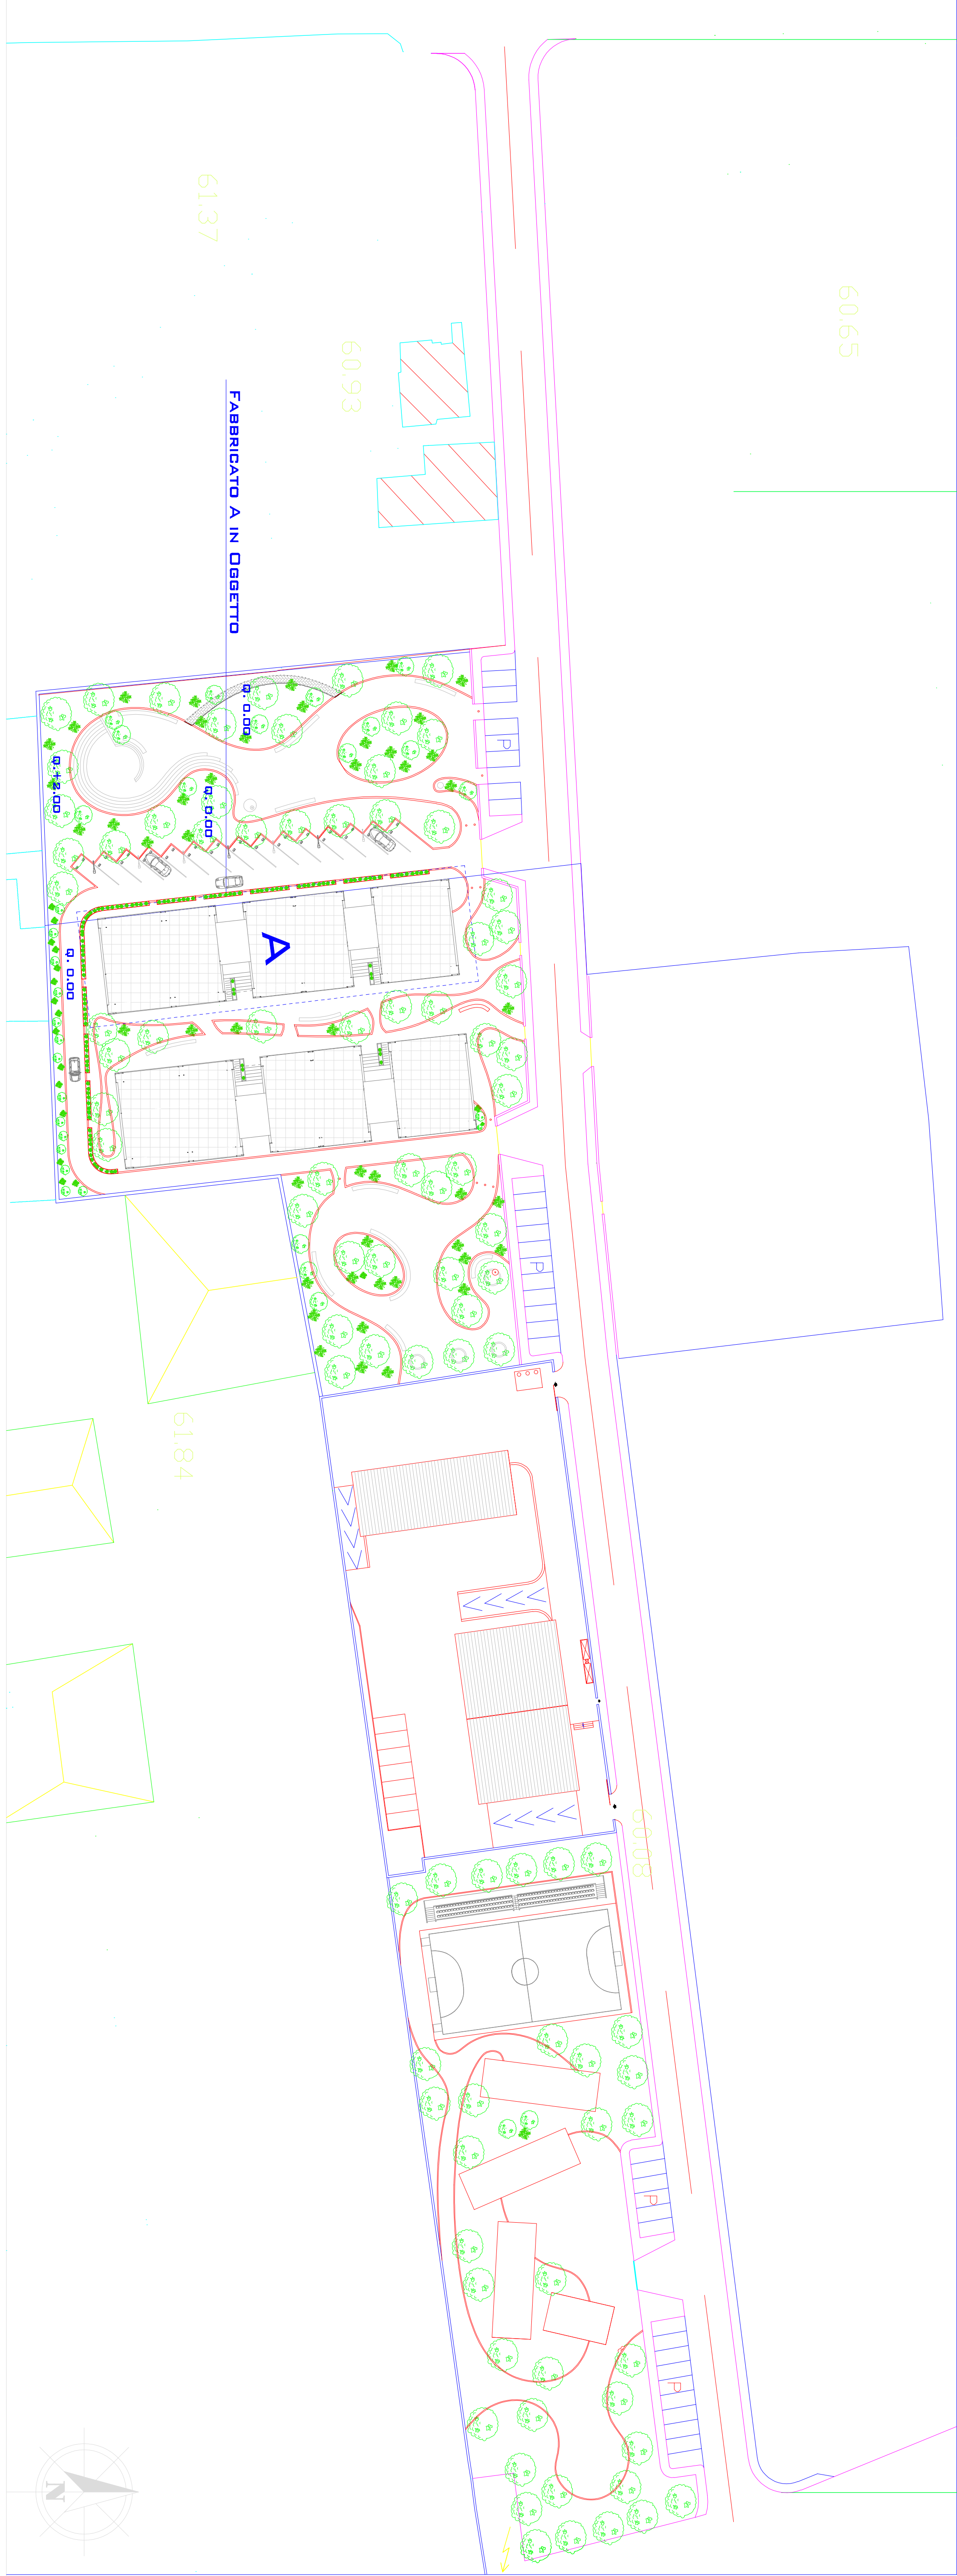 61.37
60.65
60.93
FABBRICATO A IN OGGETTO
Q. 0.00
P
Q.+2.00
Q. 0.00
A
Q. 0.00
P
61.84
60.08
P
P
N